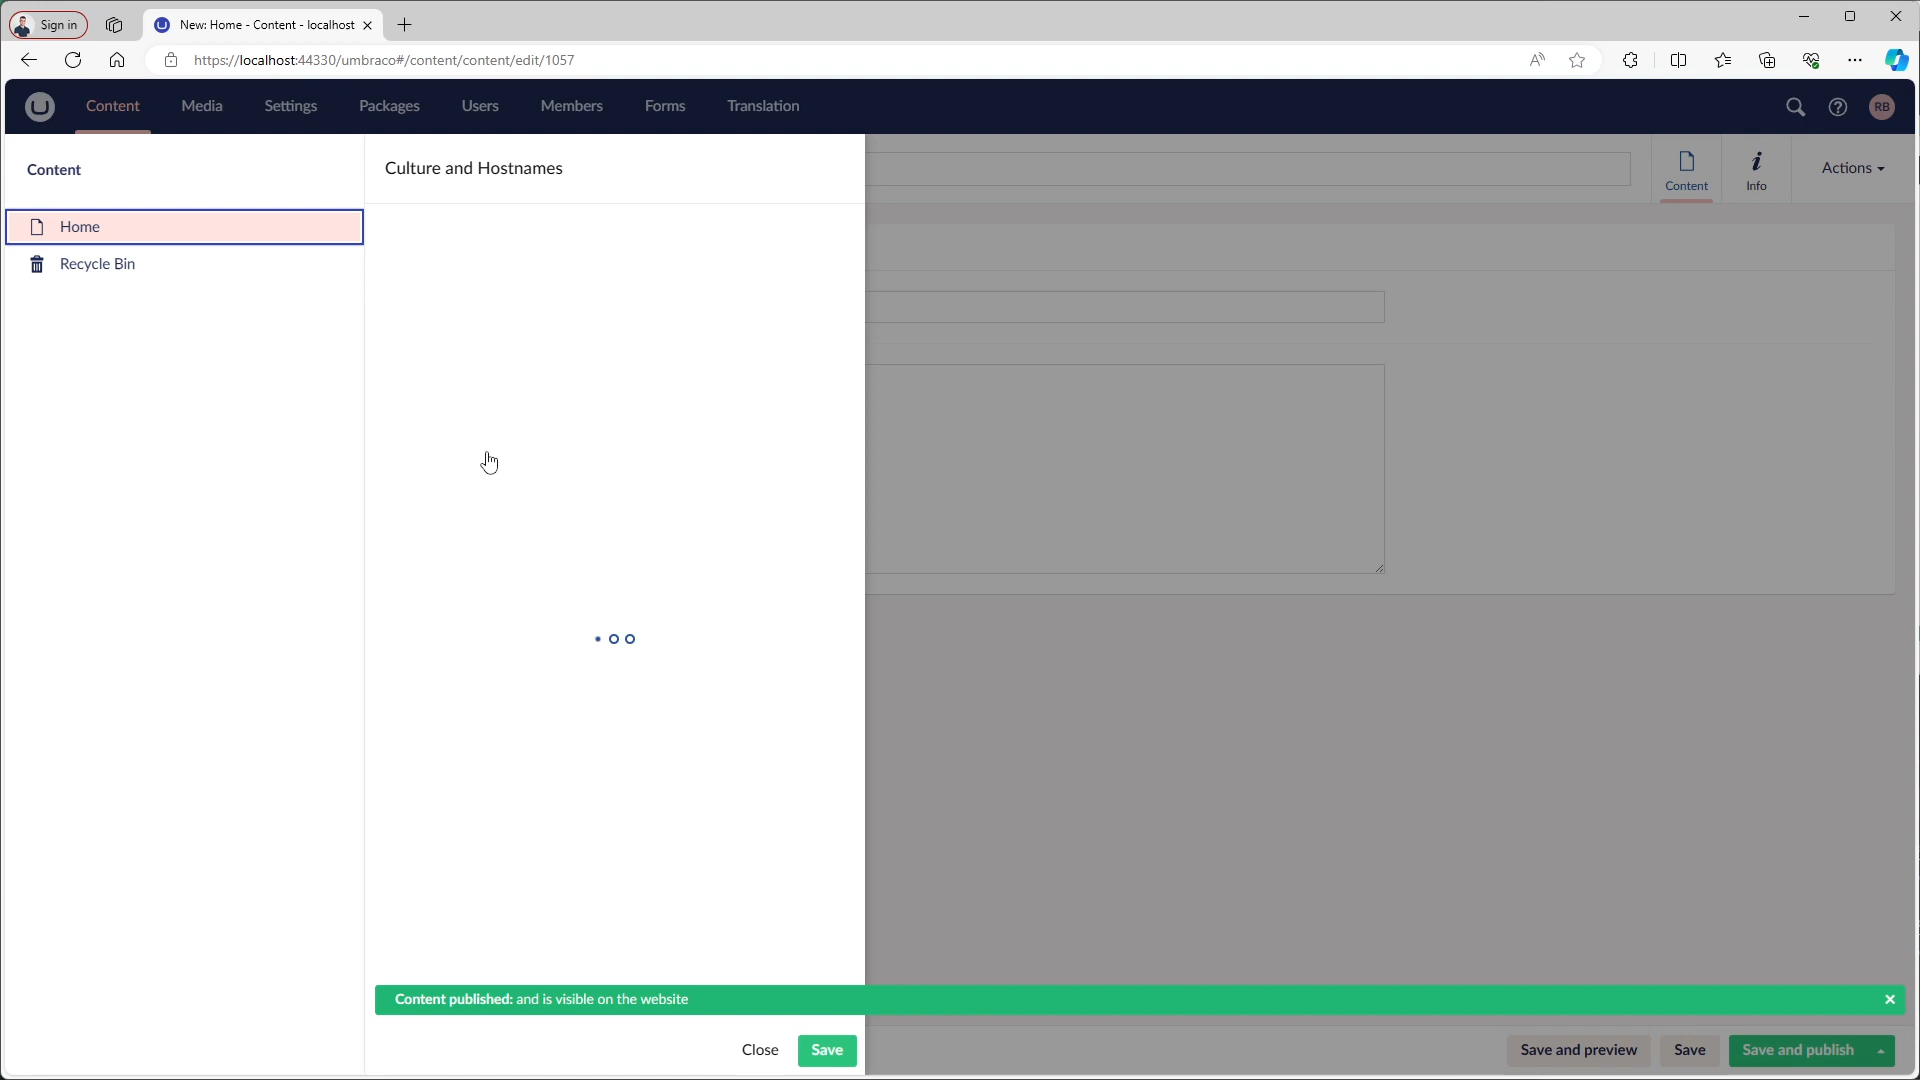 Sign in
New: Home - Content - localhost
https://localhost:44330/umbraco#/content/content/edit/1057
Content
Media
Settings
Packages
Users
Members
Forms
Translation
RB
Content
Culture and Hostnames
Content
Info
Actions
Home
Recycle Bin
Content published: and is visible on the website
Close
Save
Save and preview
Save
Save and publish